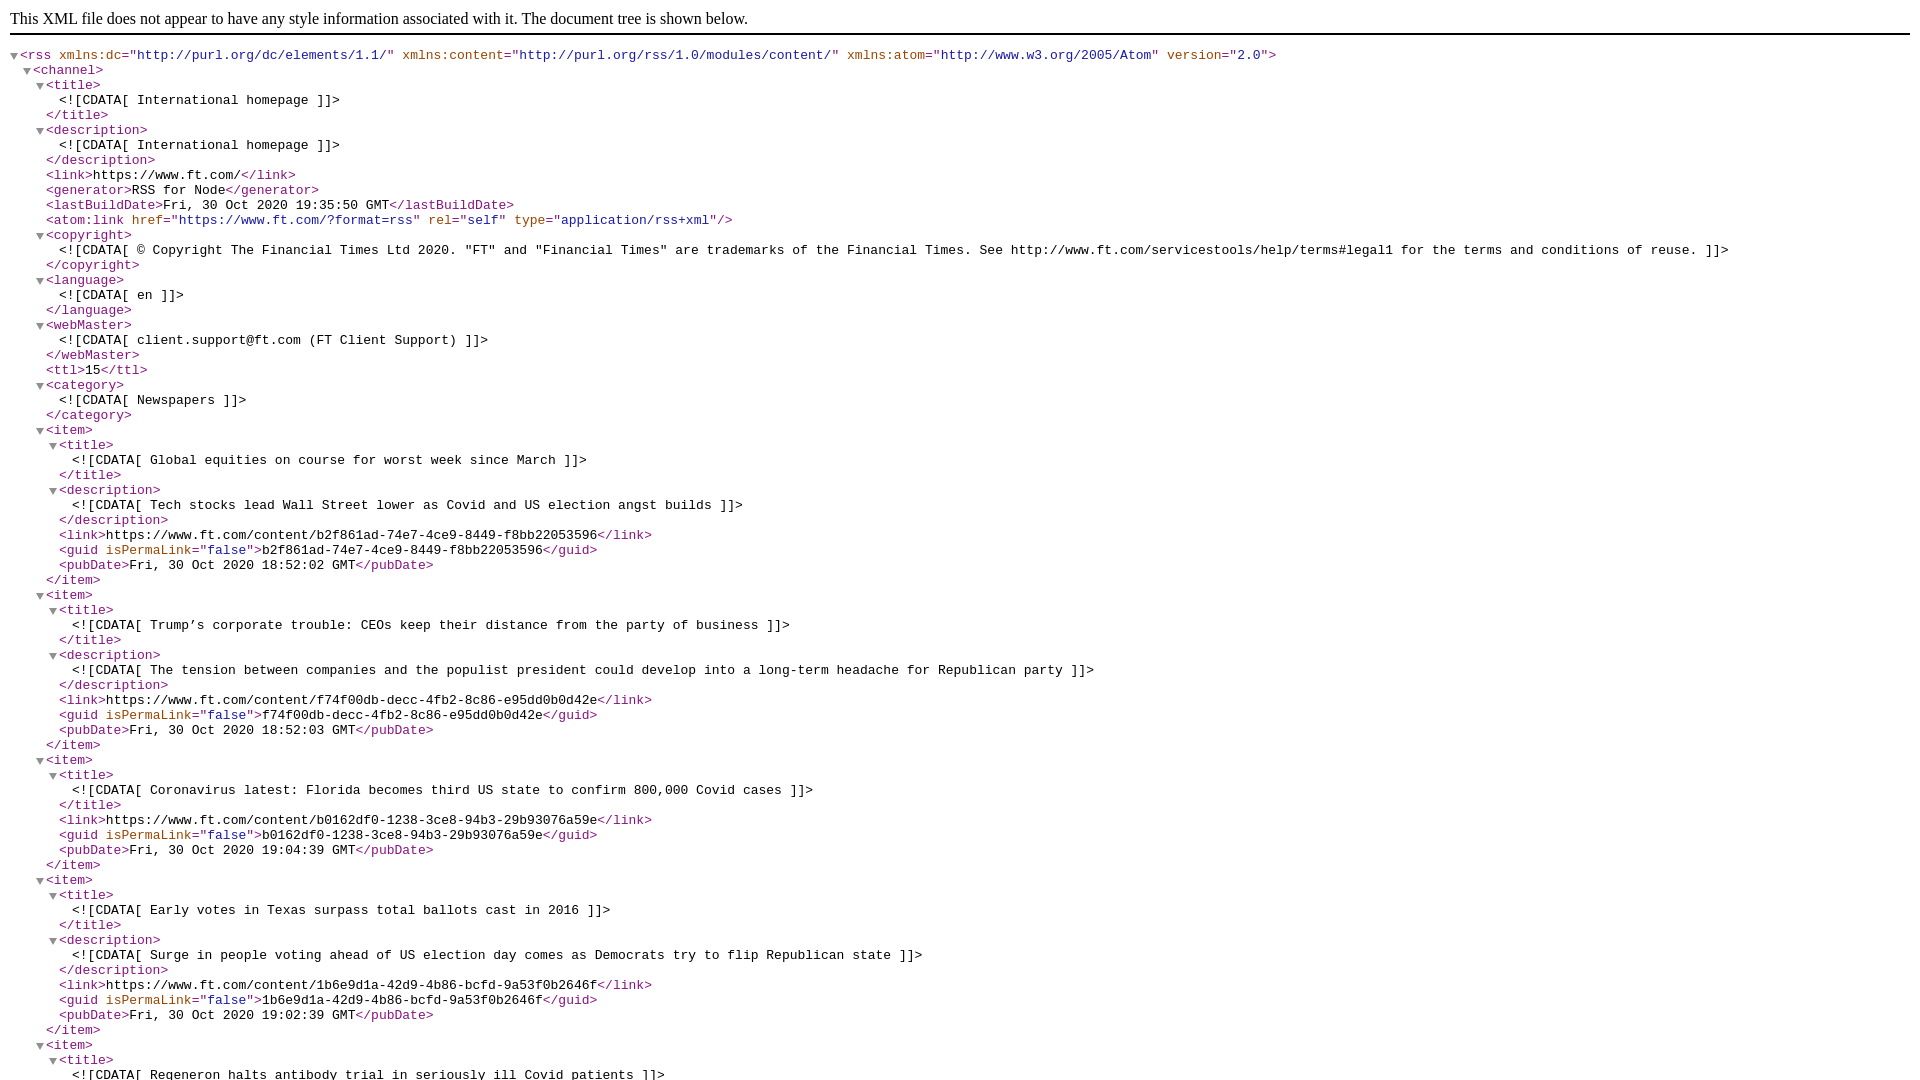 This XML file does not appear to have any style information associated with it. The document tree is shown below.
<rss xmlns:dc="http://purl.org/dc/elements/1.1/" xmlns:content="http://purl.org/rss/1.0/modules/content/" xmlns:atom="http://www.w3.org/2005/Atom" version="2.0">
<channel>
<title>
<![CDATA[ International homepage ]]>
</title>
<description>
<![CDATA[ International homepage ]]>
</description>
<link>https://www.ft.com/</link>
<generator>RSS for Node</generator>
<lastBuildDate>Fri, 30 Oct 2020 19:35:50 GMT</lastBuildDate>
<atom:link href="https://www.ft.com/?format=rss" rel="self" type="application/rss+xml"/>
<copyright>
<![CDATA[ © Copyright The Financial Times Ltd 2020. "FT" and "Financial Times" are trademarks of the Financial Times. See http://www.ft.com/servicestools/help/terms#legal1 for the terms and conditions of reuse. ]]>
</copyright>
<language>
<![CDATA[ en ]]>
</language>
<webMaster>
<![CDATA[ client.support@ft.com (FT Client Support) ]]>
</webMaster>
<ttl>15</ttl>
<category>
<![CDATA[ Newspapers ]]>
</category>
<item>
<title>
<![CDATA[ Global equities on course for worst week since March ]]>
</title>
<description>
<![CDATA[ Tech stocks lead Wall Street lower as Covid and US election angst builds ]]>
</description>
<link>https://www.ft.com/content/b2f861ad-74e7-4ce9-8449-f8bb22053596</link>
<guid isPermaLink="false">b2f861ad-74e7-4ce9-8449-f8bb22053596</guid>
<pubDate>Fri, 30 Oct 2020 18:52:02 GMT</pubDate>
</item>
<item>
<title>
<![CDATA[ Trump’s corporate trouble: CEOs keep their distance from the party of business ]]>
</title>
<description>
<![CDATA[ The tension between companies and the populist president could develop into a long-term headache for Republican party ]]>
</description>
<link>https://www.ft.com/content/f74f00db-decc-4fb2-8c86-e95dd0b0d42e</link>
<guid isPermaLink="false">f74f00db-decc-4fb2-8c86-e95dd0b0d42e</guid>
<pubDate>Fri, 30 Oct 2020 18:52:03 GMT</pubDate>
</item>
<item>
<title>
<![CDATA[ Coronavirus latest: Florida becomes third US state to confirm 800,000 Covid cases ]]>
</title>
<link>https://www.ft.com/content/b0162df0-1238-3ce8-94b3-29b93076a59e</link>
<guid isPermaLink="false">b0162df0-1238-3ce8-94b3-29b93076a59e</guid>
<pubDate>Fri, 30 Oct 2020 19:04:39 GMT</pubDate>
</item>
<item>
<title>
<![CDATA[ Early votes in Texas surpass total ballots cast in 2016 ]]>
</title>
<description>
<![CDATA[ Surge in people voting ahead of US election day comes as Democrats try to flip Republican state ]]>
</description>
<link>https://www.ft.com/content/1b6e9d1a-42d9-4b86-bcfd-9a53f0b2646f</link>
<guid isPermaLink="false">1b6e9d1a-42d9-4b86-bcfd-9a53f0b2646f</guid>
<pubDate>Fri, 30 Oct 2020 19:02:39 GMT</pubDate>
</item>
<item>
<title>
<![CDATA[ Regeneron halts antibody trial in seriously ill Covid patients ]]>